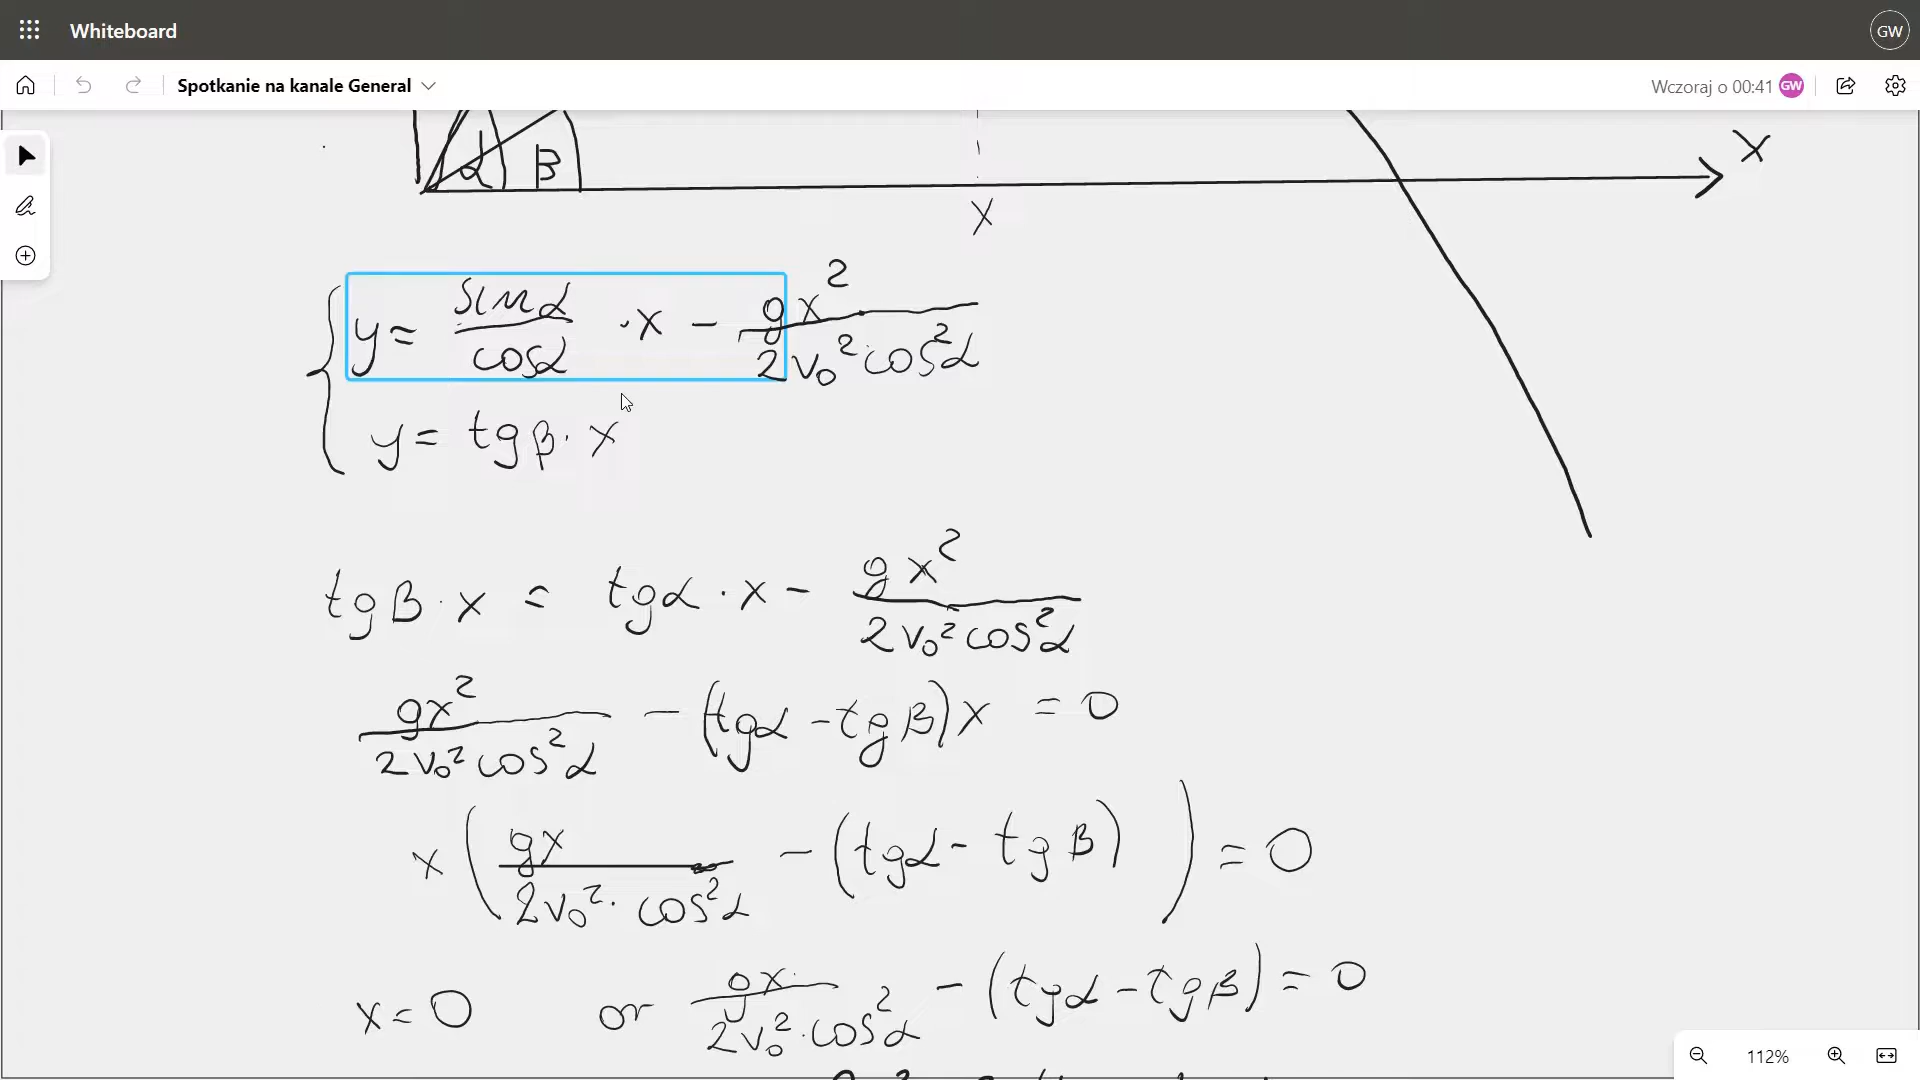 Whiteboard
GW
Spotkanie na kanale General
Wczoraj o 00:41 GW
α β
x
x
y = sinα/cosα · x − gx²/2v₀²cos²α
y = tgβ · x
tgβ · x = tgα · x − gx²/2v₀²cos²α
gx²/2v₀²cos²α − (tgα − tgβ)x = 0
x (gx/2v₀² · cos²α − (tgα − tgβ)) = 0
x = 0 or gx/2v₀² · cos²α − (tgα − tgβ) = 0
112%